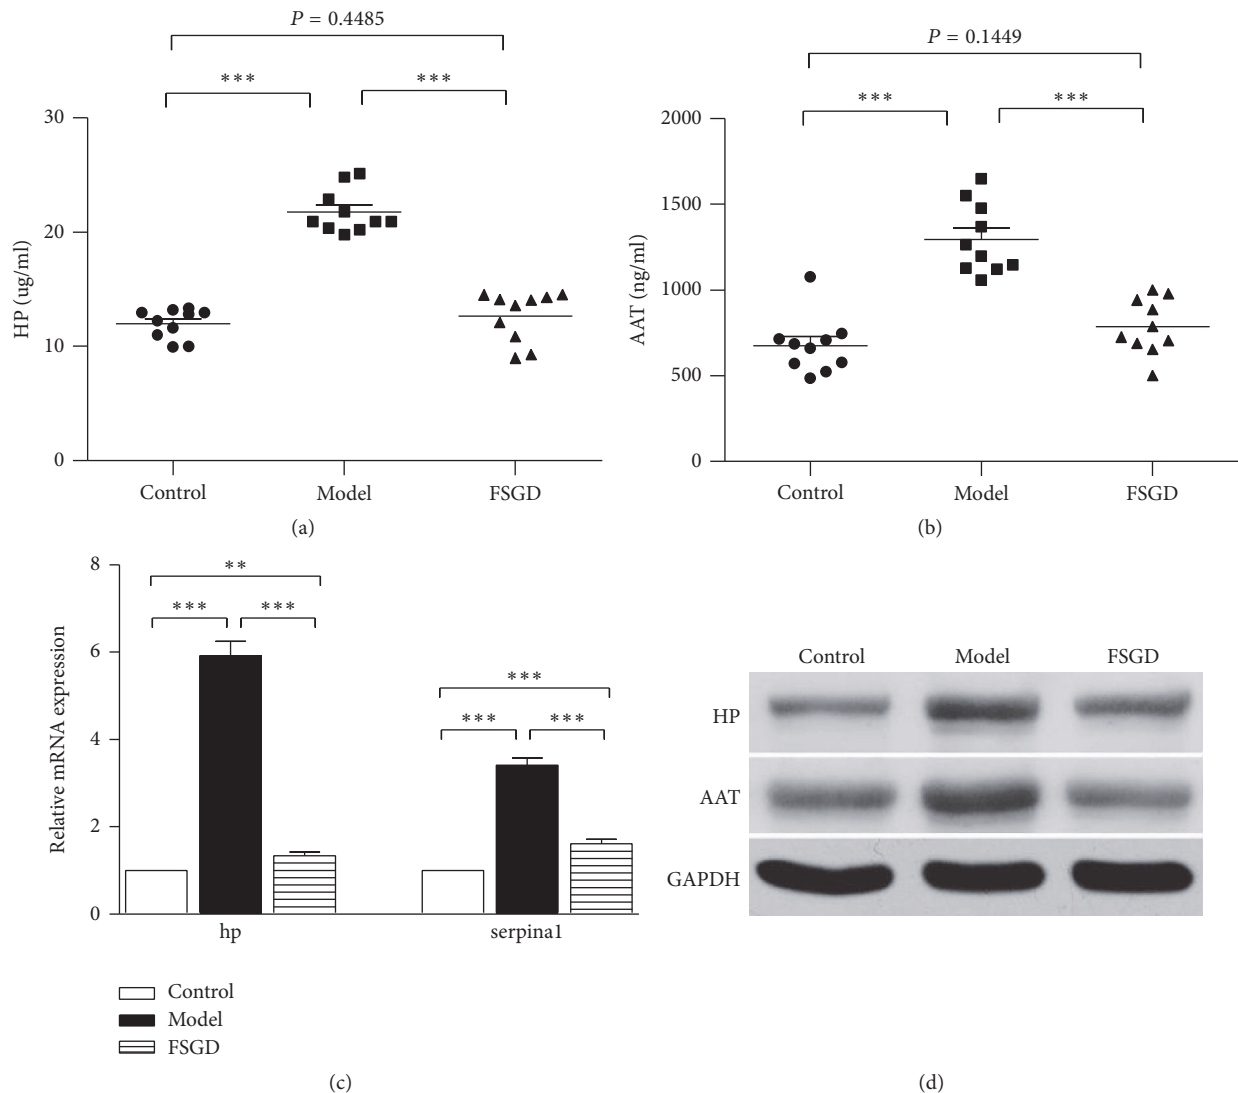 P = 0.4485
***
***
30
20
10
0
HP (ug/ml)
Control
Model
FSGD
(a)
P = 0.1449
***
***
2000
1500
1000
500
0
AAT (ng/ml)
Control
Model
FSGD
(b)
8
6
4
2
0
Relative mRNA expression
**
***
***
***
***
***
hp
serpina1
Control
Model
FSGD
(c)
Control
Model
FSGD
HP
AAT
GAPDH
(d)